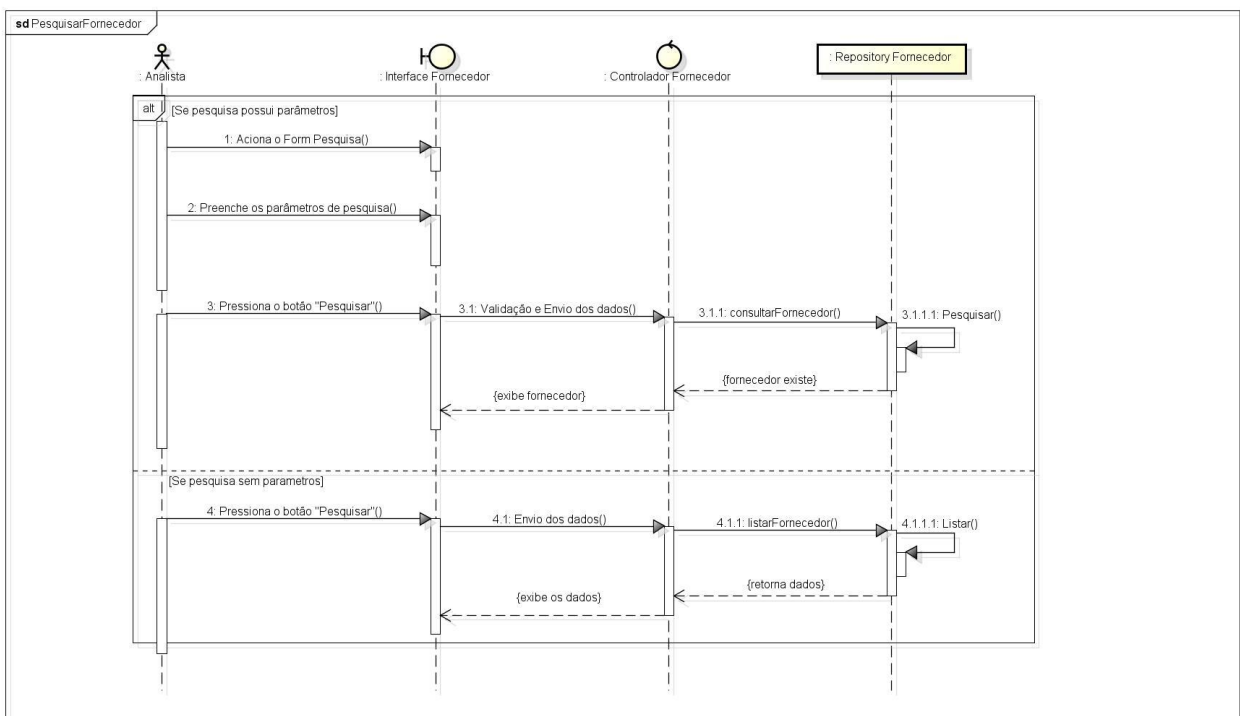 sd PesquisarFornecedor
: Analista
: Interface Fornecedor
: Controlador Fornecedor
: Repository Fornecedor
alt
[Se pesquisa possui parâmetros]
1: Aciona o Form Pesquisa()
2: Preenche os parâmetros de pesquisa()
3: Pressiona o botão "Pesquisar"()
3.1: Validação e Envio dos dados()
3.1.1: consultarFornecedor()
3.1.1.1: Pesquisar()
{fornecedor existe}
{exibe fornecedor}
[Se pesquisa sem parametros]
4: Pressiona o botão "Pesquisar"()
4.1: Envio dos dados()
4.1.1: listarFornecedor()
4.1.1.1: Listar()
{retorna dados}
{exibe os dados}